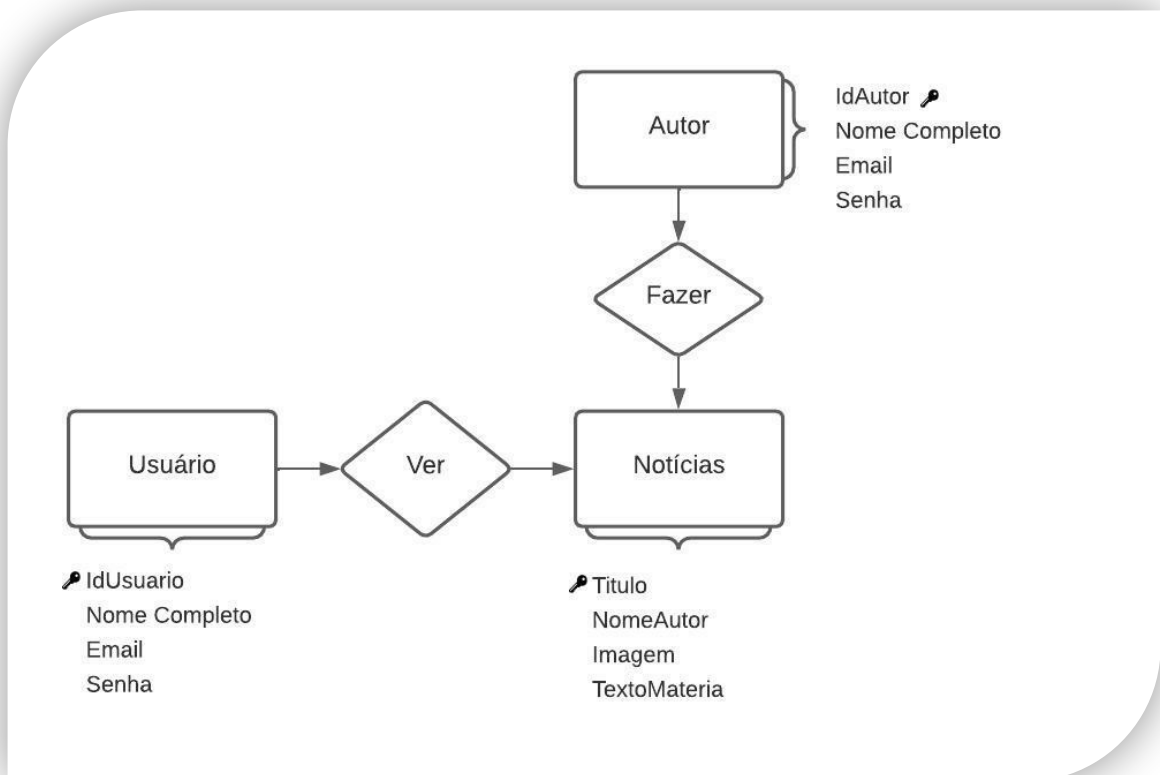 Autor
IdAutor
Nome Completo
Email
Senha
Fazer
Usuário
Ver
Notícias
IdUsuario
Nome Completo
Email
Senha
Titulo
NomeAutor
Imagem
TextoMateria